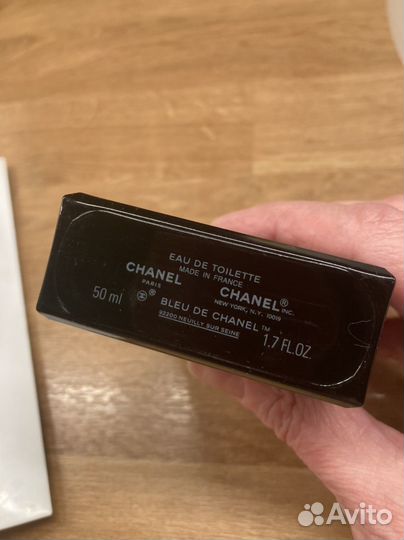 EAU DE TOILETTE
MADE IN FRANCE
CHANEL
PARIS
CHANEL®
INC.
NEW YORK, N.Y. 10019
50 ml
®
BLEU DE CHANEL™
92200 NEUILLY SUR SEINE
1.7 FL.OZ.
Avito